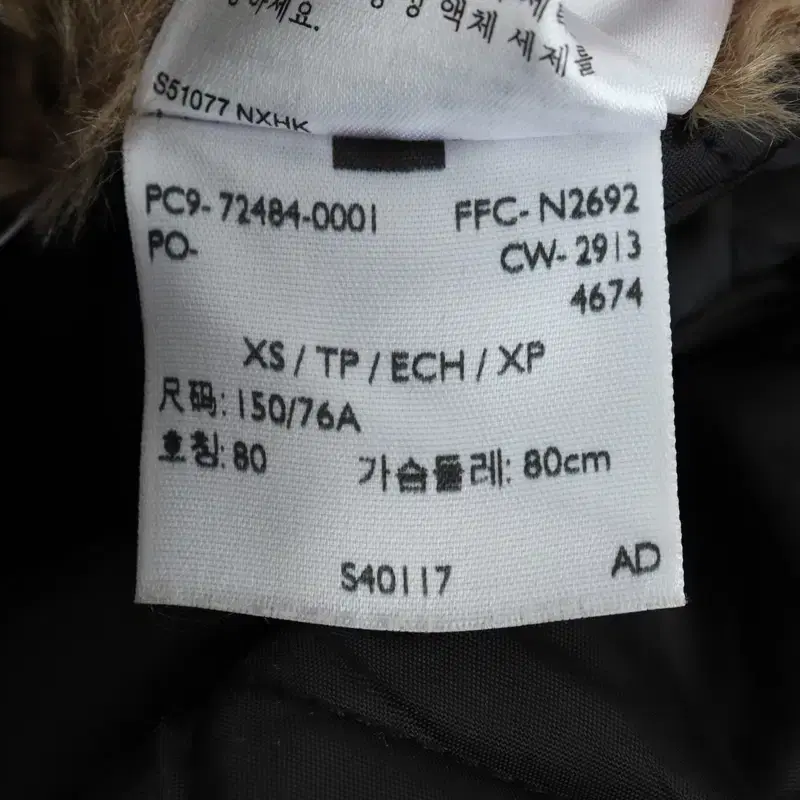 액체 세제를
하세요.
S51077 NXHK
PC9- 72484-0001 FFC- N2692
PO- CW- 2913
4674
XS / TP / ECH / XP
尺码: 150/76A
호칭: 80 가슴둘레: 80cm
S40117 AD